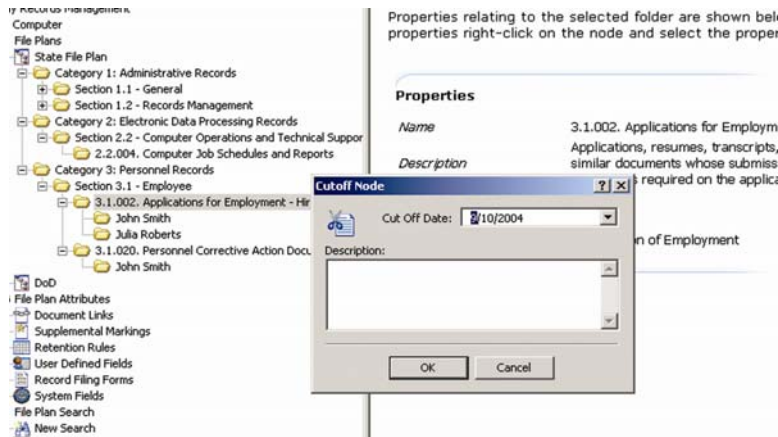 y Records Management
Computer
File Plans
State File Plan
Category 1: Administrative Records
Section 1.1 - General
Section 1.2 - Records Management
Category 2: Electronic Data Processing Records
Section 2.2 - Computer Operations and Technical Suppor
2.2.004. Computer Job Schedules and Reports
Category 3: Personnel Records
Section 3.1 - Employee
3.1.002. Applications for Employment - Hir
John Smith
Julia Roberts
3.1.020. Personnel Corrective Action Docu
John Smith
DoD
File Plan Attributes
Document Links
Supplemental Markings
Retention Rules
User Defined Fields
Record Filing Forms
System Fields
File Plan Search
New Search
Properties relating to the selected folder are shown bel
properties right-click on the node and select the proper
Properties
Name 3.1.002. Applications for Employm
Description Applications, resumes, transcripts,
similar documents whose submiss
required on the applica
n of Employment
Cutoff Node
Cut Off Date: 9/10/2004
Description:
OK Cancel